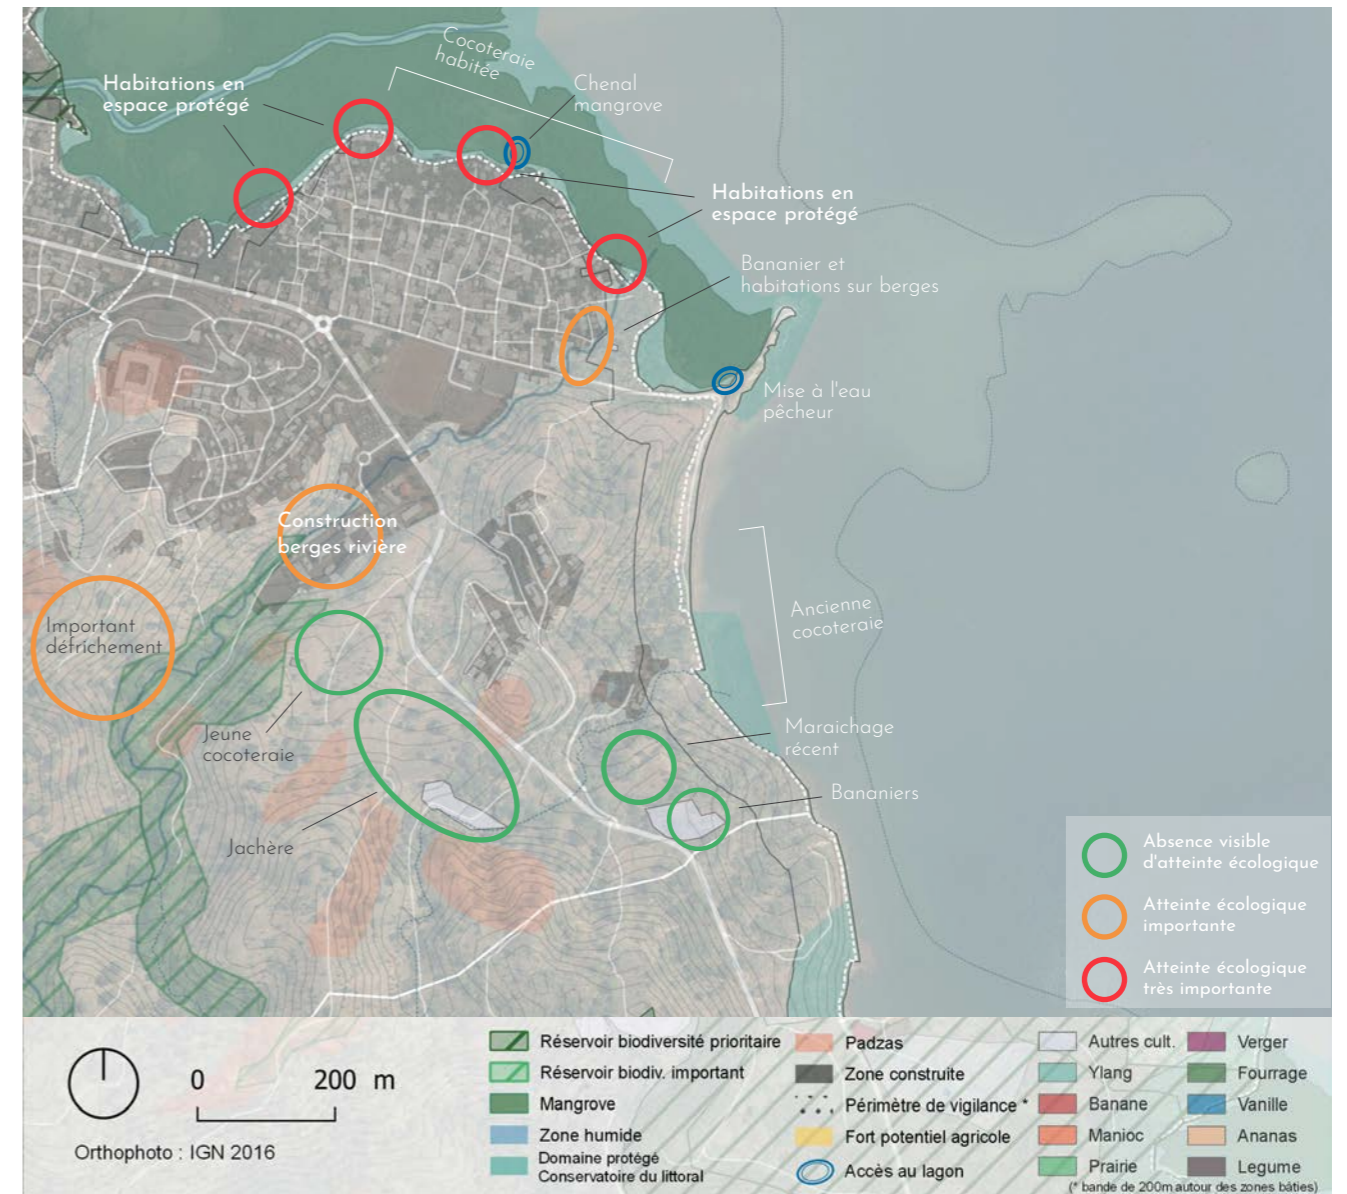 Cocoteraie
habitée
Habitations en
espace protégé
Chenal
mangrove
Habitations en
espace protégé
Bananier et
habitations sur berges
Mise à l'eau
pêcheur
Construction
berges rivière
Important
défrichement
Ancienne
cocoteraie
Jeune
cocoteraie
Maraichage
récent
Bananiers
Jachère
Absence visible
d'atteinte écologique
Atteinte écologique
importante
Atteinte écologique
très importante
0 200 m
Orthophoto : IGN 2016
Réservoir biodiversité prioritaire
Réservoir biodiv. important
Mangrove
Zone humide
Domaine protégé
Conservatoire du littoral
Padzas
Zone construite
Périmètre de vigilance *
Fort potentiel agricole
Accès au lagon
Autres cult.
Ylang
Banane
Manioc
Prairie
Verger
Fourrage
Vanille
Ananas
Legume
(* bande de 200m autour des zones bâties)